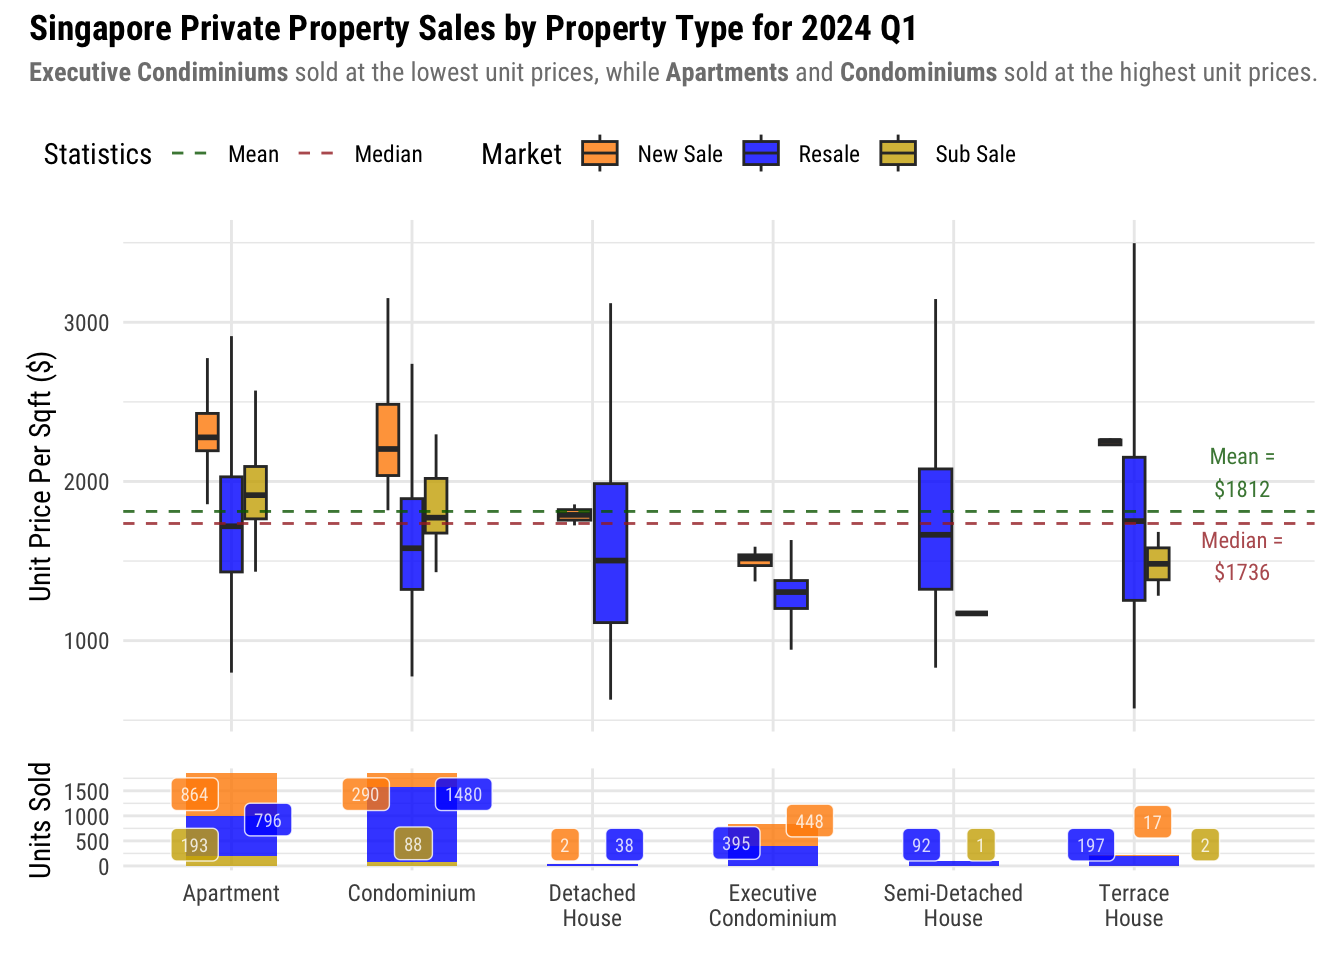 Singapore Private Property Sales by Property Type for 2024 Q1
Executive Condiminiums sold at the lowest unit prices, while Apartments and Condominiums sold at the highest unit prices.
Statistics Mean Median Market New Sale Resale Sub Sale
Unit Price Per Sqft ($)
3000
2000
1000
Mean =
$1812
Median =
$1736
Units Sold
1500
1000
500
0
864
796
193
290
1480
88
2
38
448
395
92
1
197
17
2
Apartment
Condominium
Detached
House
Executive
Condominium
Semi-Detached
House
Terrace
House